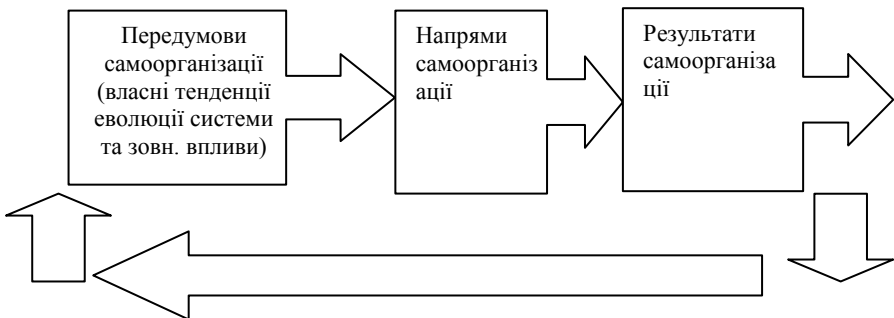 Передумови
самоорганізації
(власні тенденції
еволюції системи
та зовн. впливи)
Напрями
самоорганіз
ації
Результати
самоорганіза
ції